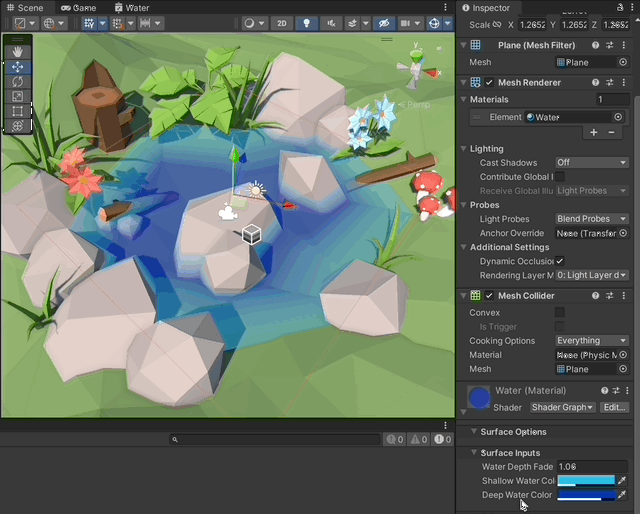 Scene
Game
Water
2D
y
x
Persp
0
0
0
Inspector
Scale X 1.2652 Y 1.2652 Z 1.2652
Plane (Mesh Filter)
Mesh Plane
Mesh Renderer
Materials 1
Element Water
Lighting
Cast Shadows Off
Contribute Global I
Receive Global Illu Light Probes
Probes
Light Probes Blend Probes
Anchor Override None (Transfor
Additional Settings
Dynamic Occlusion
Rendering Layer M 0: Light Layer d
Mesh Collider
Convex
Is Trigger
Cooking Options Everything
Material None (Physic M
Mesh Plane
Water (Material)
Shader Shader Graph Edit...
Surface Options
Surface Inputs
Water Depth Fade 1.06
Shallow Water Col
Deep Water Color